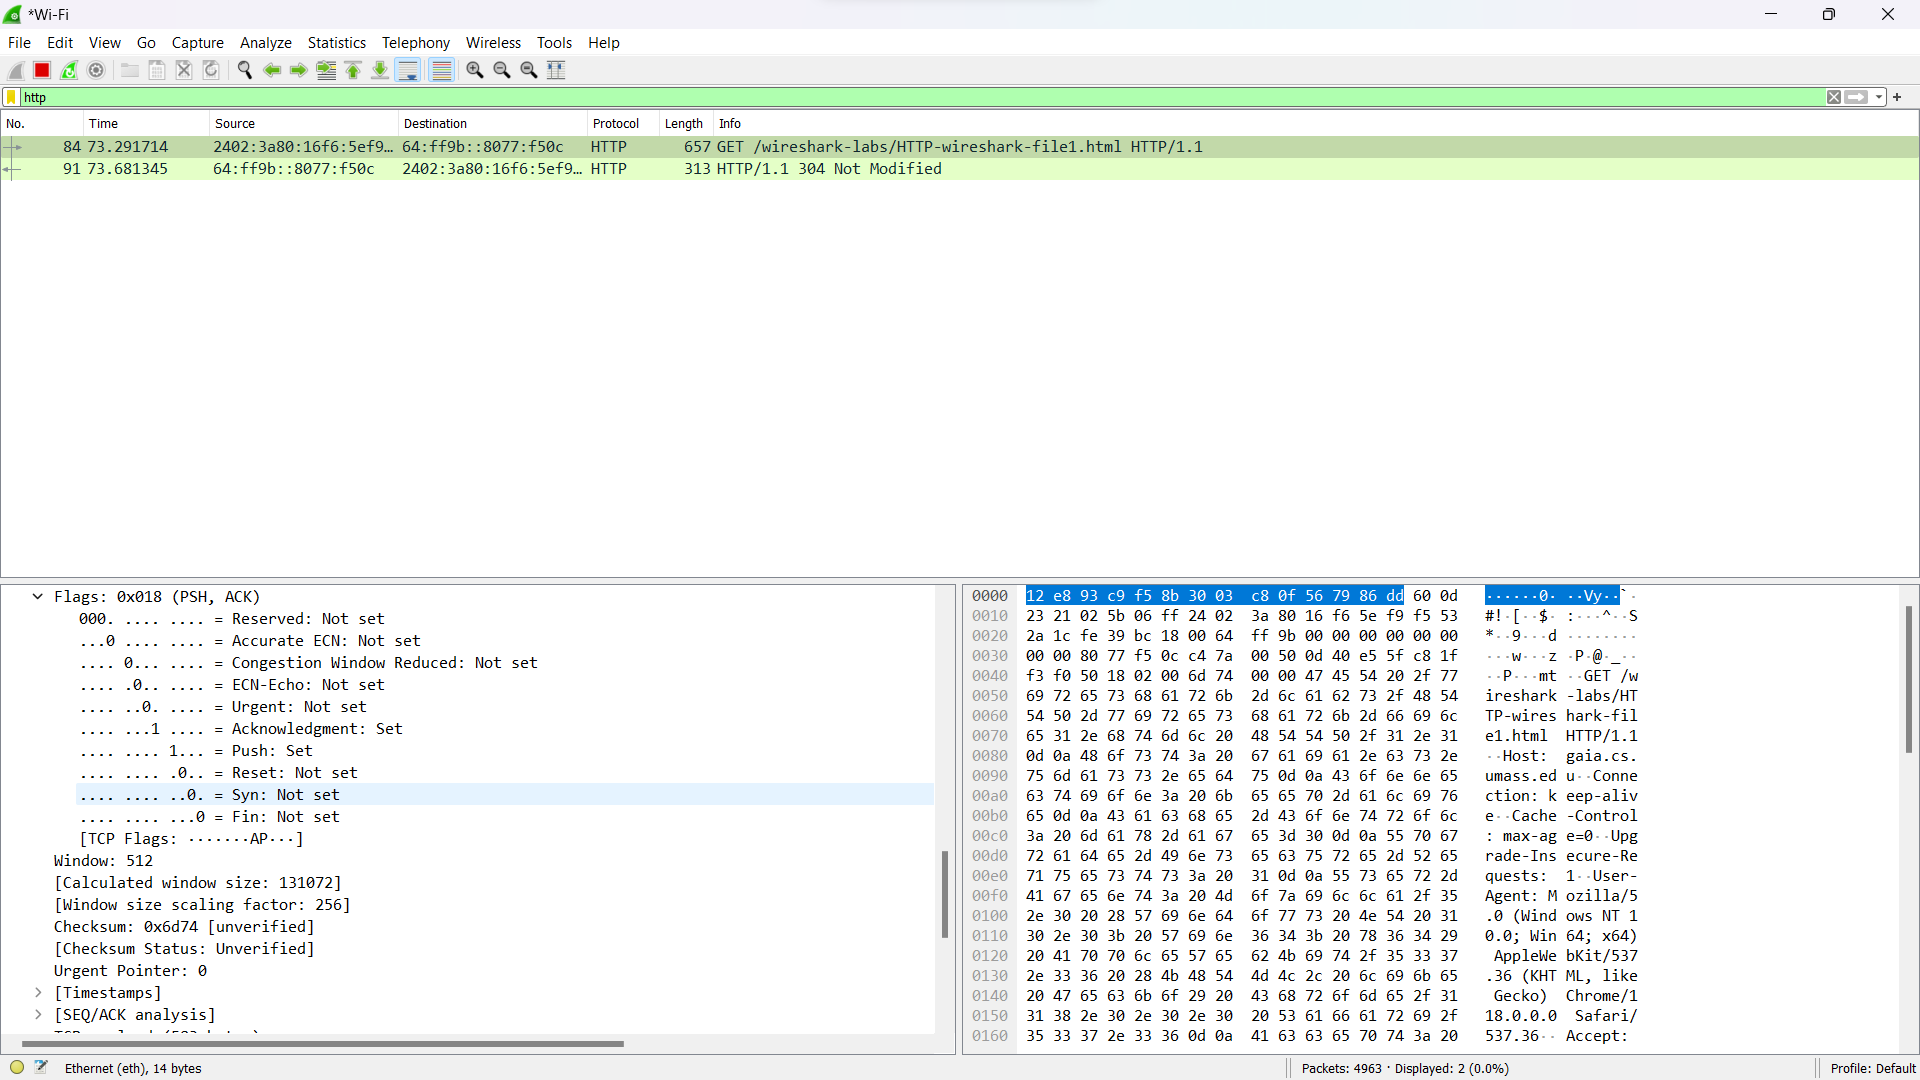 *Wi-Fi
File Edit View Go Capture Analyze Statistics Telephony Wireless Tools Help
http
No. Time Source Destination Protocol Length Info
84 73.291714 2402:3a80:16f6:5ef9… 64:ff9b::8077:f50c HTTP 657 GET /wireshark-labs/HTTP-wireshark-file1.html HTTP/1.1
91 73.681345 64:ff9b::8077:f50c 2402:3a80:16f6:5ef9… HTTP 313 HTTP/1.1 304 Not Modified
Flags: 0x018 (PSH, ACK)
000. .... .... = Reserved: Not set
...0 .... .... = Accurate ECN: Not set
.... 0... .... = Congestion Window Reduced: Not set
.... .0.. .... = ECN-Echo: Not set
.... ..0. .... = Urgent: Not set
.... ...1 .... = Acknowledgment: Set
.... .... 1... = Push: Set
.... .... .0.. = Reset: Not set
.... .... ..0. = Syn: Not set
.... .... ...0 = Fin: Not set
[TCP Flags: ·······AP···]
Window: 512
[Calculated window size: 131072]
[Window size scaling factor: 256]
Checksum: 0x6d74 [unverified]
[Checksum Status: Unverified]
Urgent Pointer: 0
[Timestamps]
[SEQ/ACK analysis]
0000 12 e8 93 c9 f5 8b 30 03 c8 0f 56 79 86 dd 60 0d ······0· ··Vy··`·
0010 23 21 02 5b 06 ff 24 02 3a 80 16 f6 5e f9 f5 53 #!·[··$· :···^··S
0020 2a 1c fe 39 bc 18 00 64 ff 9b 00 00 00 00 00 00 *··9···d ········
0030 00 00 80 77 f5 0c c4 7a 00 50 0d 40 e5 5f c8 1f ···w···z ·P·@·_··
0040 f3 f0 50 18 02 00 6d 74 00 00 47 45 54 20 2f 77 ··P···mt ··GET /w
0050 69 72 65 73 68 61 72 6b 2d 6c 61 62 73 2f 48 54 ireshark -labs/HT
0060 54 50 2d 77 69 72 65 73 68 61 72 6b 2d 66 69 6c TP-wires hark-fil
0070 65 31 2e 68 74 6d 6c 20 48 54 54 50 2f 31 2e 31 e1.html HTTP/1.1
0080 0d 0a 48 6f 73 74 3a 20 67 61 69 61 2e 63 73 2e ··Host: gaia.cs.
0090 75 6d 61 73 73 2e 65 64 75 0d 0a 43 6f 6e 6e 65 umass.ed u··Conne
00a0 63 74 69 6f 6e 3a 20 6b 65 65 70 2d 61 6c 69 76 ction: k eep-aliv
00b0 65 0d 0a 43 61 63 68 65 2d 43 6f 6e 74 72 6f 6c e··Cache -Control
00c0 3a 20 6d 61 78 2d 61 67 65 3d 30 0d 0a 55 70 67 : max-ag e=0··Upg
00d0 72 61 64 65 2d 49 6e 73 65 63 75 72 65 2d 52 65 rade-Ins ecure-Re
00e0 71 75 65 73 74 73 3a 20 31 0d 0a 55 73 65 72 2d quests: 1··User-
00f0 41 67 65 6e 74 3a 20 4d 6f 7a 69 6c 6c 61 2f 35 Agent: M ozilla/5
0100 2e 30 20 28 57 69 6e 64 6f 77 73 20 4e 54 20 31 .0 (Wind ows NT 1
0110 30 2e 30 3b 20 57 69 6e 36 34 3b 20 78 36 34 29 0.0; Win 64; x64)
0120 20 41 70 70 6c 65 57 65 62 4b 69 74 2f 35 33 37 AppleWe bKit/537
0130 2e 33 36 20 28 4b 48 54 4d 4c 2c 20 6c 69 6b 65 .36 (KHT ML, like
0140 20 47 65 63 6b 6f 29 20 43 68 72 6f 6d 65 2f 31 Gecko) Chrome/1
0150 31 38 2e 30 2e 30 2e 30 20 53 61 66 61 72 69 2f 18.0.0.0 Safari/
0160 35 33 37 2e 33 36 0d 0a 41 63 63 65 70 74 3a 20 537.36·· Accept:
Ethernet (eth), 14 bytes
Packets: 4963 · Displayed: 2 (0.0%)
Profile: Default